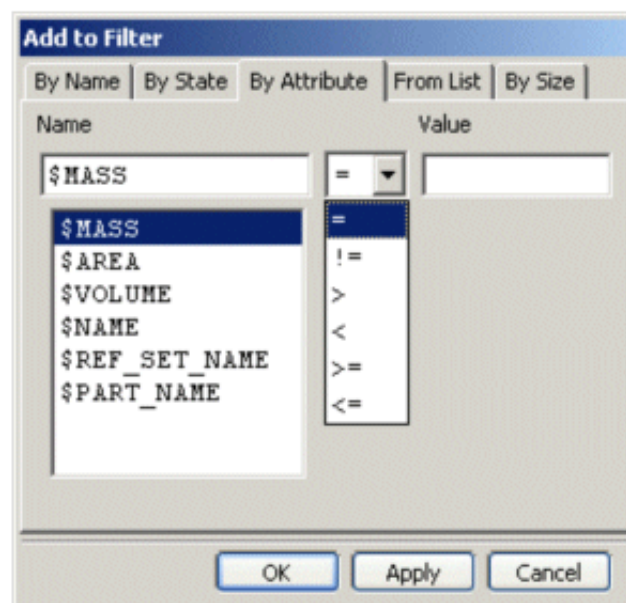 Add to Filter
By Name By State By Attribute From List By Size
Name Value
$MASS =
$MASS =
$AREA !=
$VOLUME >
$NAME <
$REF_SET_NAME >=
$PART_NAME <=
OK Apply Cancel